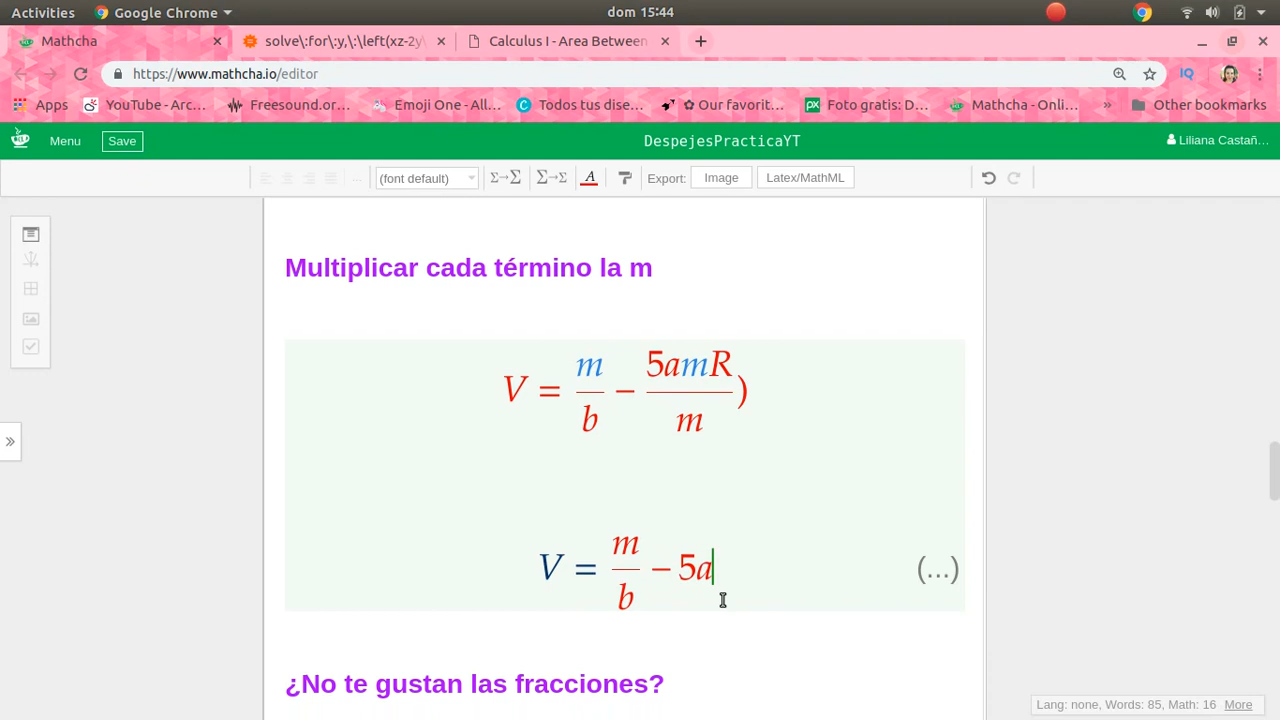 Activities Google Chrome dom 15:44
Mathcha solve\:for\:y,\:\left(xz-2y\ Calculus I - Area Between
https://www.mathcha.io/editor IQ
Apps YouTube - Arc... Freesound.or... Emoji One - All... Todos tus dise... ✿ Our favorit... Foto gratis: D... Mathcha - Onli... » Other bookmarks
Menu Save DespejesPracticaYT Liliana Castañ...
... (font default) Σ→Σ Σ→Σ A Export: Image Latex/MathML
Multiplicar cada término la m
V = m/b − 5amR/m )
V = m/b − 5a (...)
¿No te gustan las fracciones?
Lang: none, Words: 85, Math: 16 More